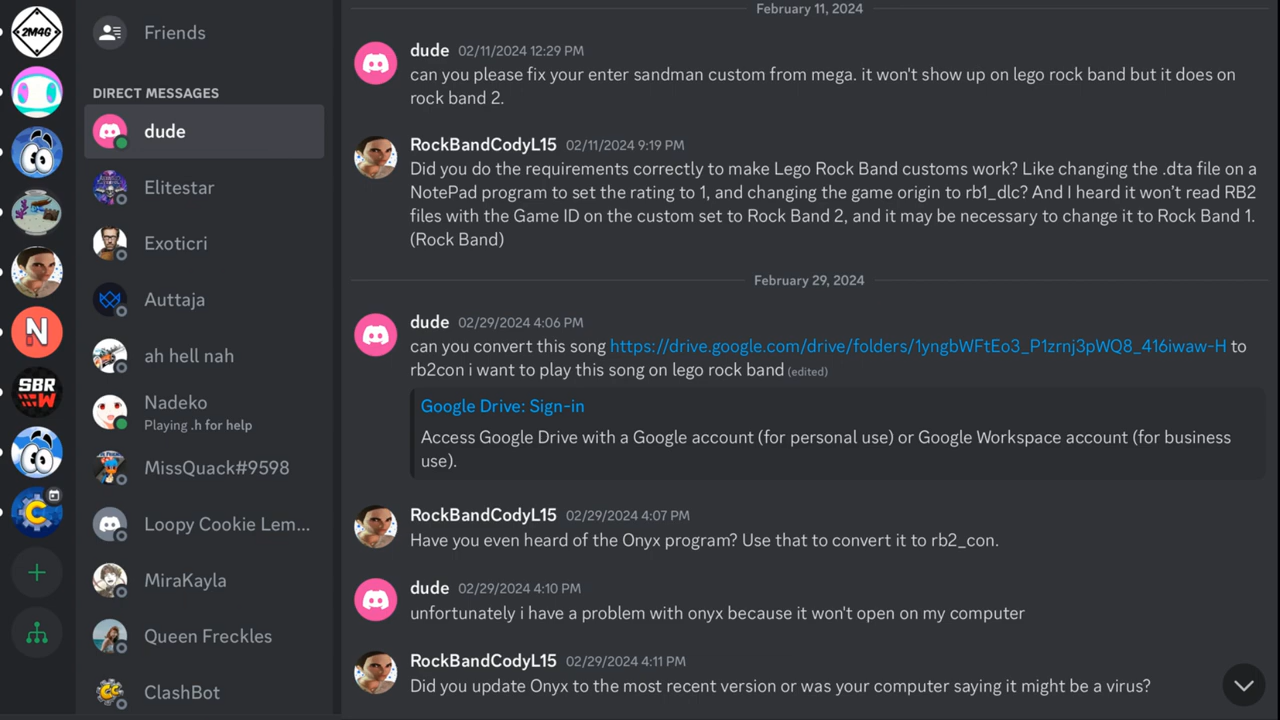 2M4G
Friends
DIRECT MESSAGES
dude
Elitestar
Exoticri
Auttaja
ah hell nah
Nadeko
Playing .h for help
MissQuack#9598
Loopy Cookie Lem...
MiraKayla
Queen Freckles
ClashBot
N
SBR
W
C
February 11, 2024
dude 02/11/2024 12:29 PM
can you please fix your enter sandman custom from mega. it won't show up on lego rock band but it does on
rock band 2.
RockBandCodyL15 02/11/2024 9:19 PM
Did you do the requirements correctly to make Lego Rock Band customs work? Like changing the .dta file on a
NotePad program to set the rating to 1, and changing the game origin to rb1_dlc? And I heard it won't read RB2
files with the Game ID on the custom set to Rock Band 2, and it may be necessary to change it to Rock Band 1.
(Rock Band)
February 29, 2024
dude 02/29/2024 4:06 PM
can you convert this song https://drive.google.com/drive/folders/1yngbWFtEo3_P1zrnj3pWQ8_416iwaw-H to
rb2con i want to play this song on lego rock band (edited)
Google Drive: Sign-in
Access Google Drive with a Google account (for personal use) or Google Workspace account (for business
use).
RockBandCodyL15 02/29/2024 4:07 PM
Have you even heard of the Onyx program? Use that to convert it to rb2_con.
dude 02/29/2024 4:10 PM
unfortunately i have a problem with onyx because it won't open on my computer
RockBandCodyL15 02/29/2024 4:11 PM
Did you update Onyx to the most recent version or was your computer saying it might be a virus?